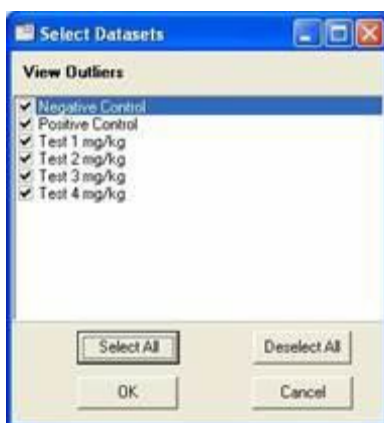 Select Datasets
View Outliers
Negative Control
Positive Control
Test 1 mg/kg
Test 2 mg/kg
Test 3 mg/kg
Test 4 mg/kg
Select All Deselect All
OK Cancel